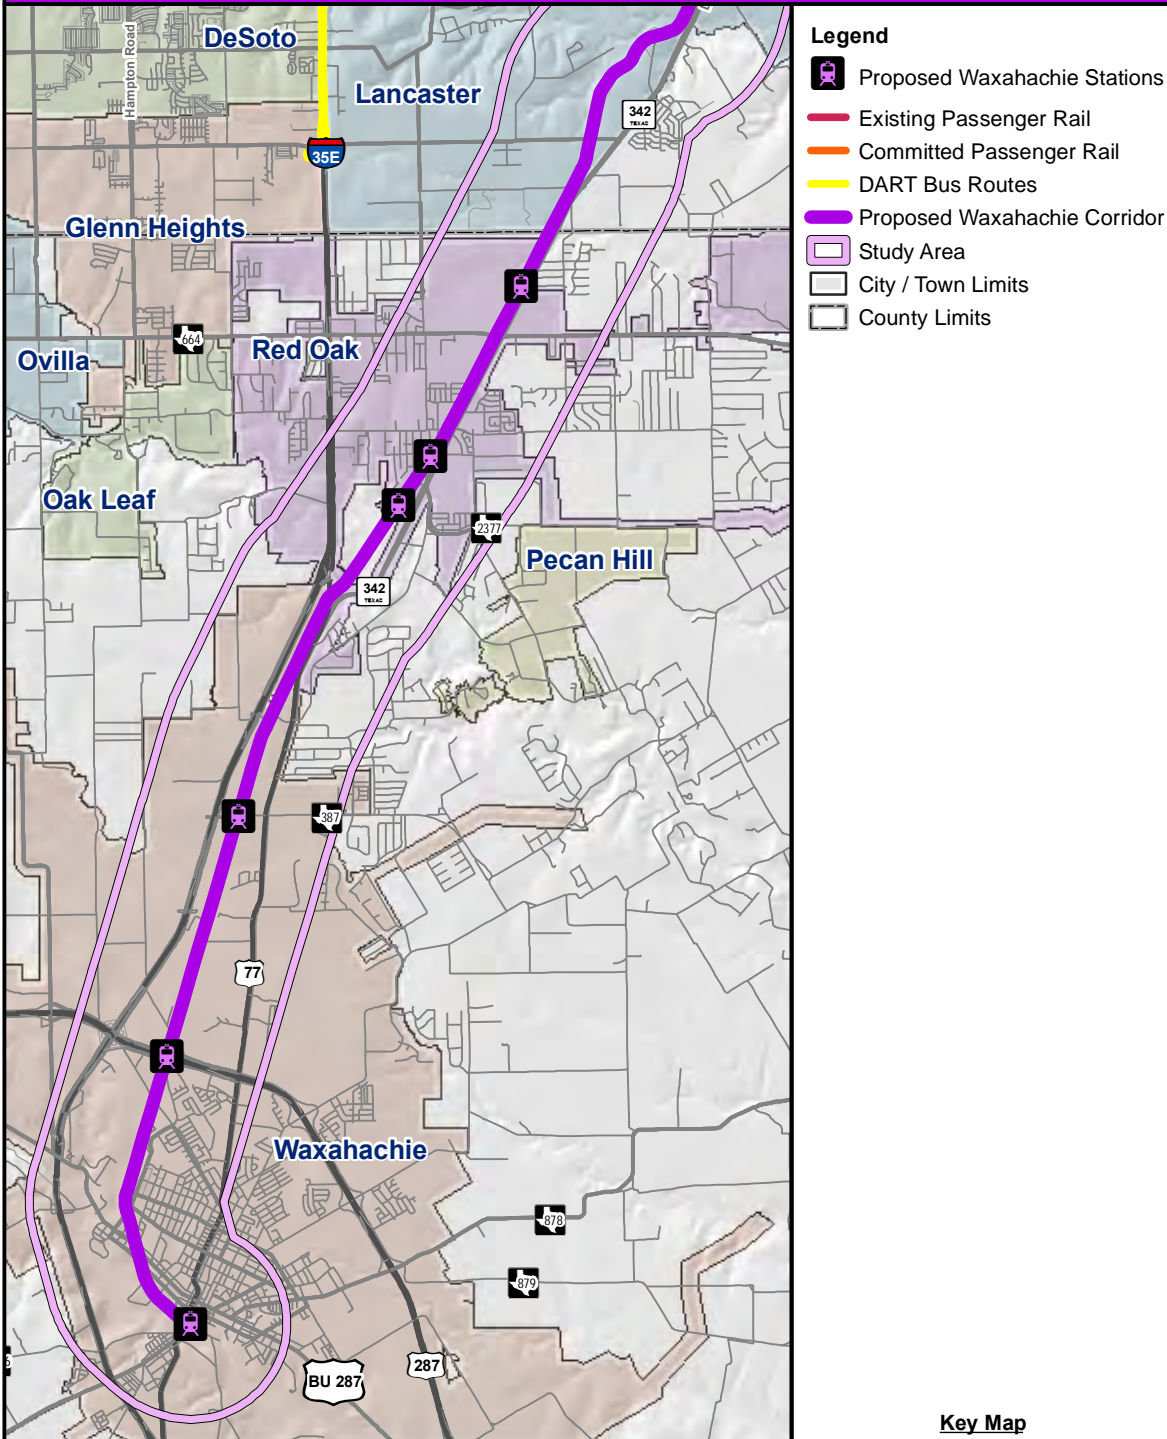 DeSoto
Hampton Road
Lancaster
342
TEXAS
35E
Glenn Heights
664
Red Oak
Ovilla
Oak Leaf
2377
Pecan Hill
342
TEXAS
387
77
Waxahachie
878
879
287
BU 287
Legend
Proposed Waxahachie Stations
Existing Passenger Rail
Committed Passenger Rail
DART Bus Routes
Proposed Waxahachie Corridor
Study Area
City / Town Limits
County Limits
Key Map